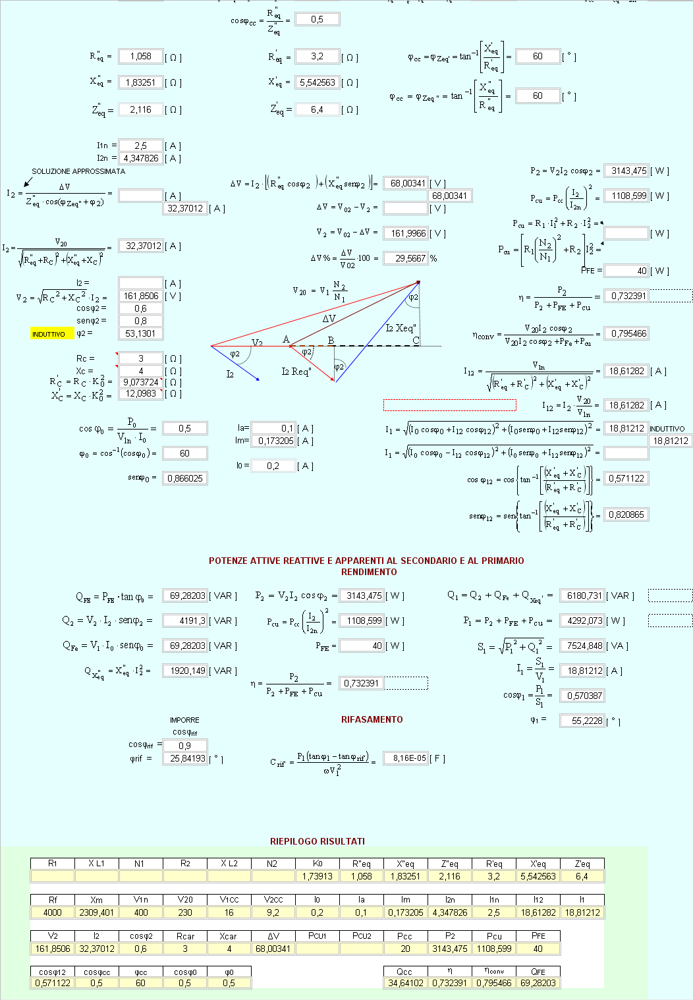 cosφcc = R"eq / Z"eq = 0,5
R"eq = 1,058 [ Ω ] R'eq = 3,2 [ Ω ] φcc = φZeq' = tan⁻¹[X'eq / R'eq] = 60 [ ° ]
X"eq = 1,83251 [ Ω ] X'eq = 5,542563 [ Ω ] φcc = φZeq" = tan⁻¹[X"eq / R"eq] = 60 [ ° ]
Z"eq = 2,116 [ Ω ] Z'eq = 6,4 [ Ω ]
I1n = 2,5 [ A ]
I2n = 4,347826 [ A ]
SOLUZIONE APPROSSIMATA
I2 = ΔV / (Z"eq · cos(φZeq" + φ2)) = [ A ]
32,37012 [ A ]
I2 = V20 / √((R"eq + RC)² + (X"eq + XC)²) = 32,37012 [ A ]
I2 = [ A ]
V2 = √(RC² + XC²) · I2 = 161,8506 [ V ]
cosφ2 = 0,6
senφ2 = 0,8
INDUTTIVO φ2 = 53,1301
Rc = 3 [ Ω ]
Xc = 4 [ Ω ]
R'C = RC · K0² = 9,073724 [ Ω ]
X'C = XC · K0² = 12,0983 [ Ω ]
ΔV = I2 · [(R"eq cosφ2) + (X"eq senφ2)] = 68,00341 [ V ]
68,00341
ΔV = V02 − V2 = [ V ]
V2 = V02 − ΔV = 161,9966 [ V ]
ΔV% = ΔV / V02 · 100 = 29,5667 %
V20 = V1 N2 / N1
φ2
ΔV
I2 Xeq"
V2
A
B
C
φ2
φ2
φ2
I2
I2 Req"
P2 = V2I2 cosφ2 = 3143,475 [ W ]
Pcu = Pcc (I2 / I2n)² = 1108,599 [ W ]
Pcu = R1 · I1² + R2 · I2² =
[ W ]
Pcu = [R1(N2 / N1)² + R2] I2² =
PFE = 40 [ W ]
η = P2 / (P2 + PFE + Pcu) = 0,732391
ηconv = V20I2 cosφ2 / (V20I2 cosφ2 + PFe + Pcu) = 0,795466
I12 = V1n / √((R'eq + R'C)² + (X'eq + X'C)²) = 18,61282 [ A ]
I12 = I2 · V20 / V1n = 18,61282 [ A ]
I1 = √((I0 cosφ0 + I12 cosφ12)² + (I0senφ0 + I12senφ12)²) = 18,81212 INDUTTIVO
18,81212
I1 = √((I0 cosφ0 − I12 cosφ12)² + (I0 senφ0 + I12senφ12)²) =
cosφ12 = cos{tan⁻¹[(X'eq + X'C) / (R'eq + R'C)]} = 0,571122
senφ12 = sen{tan⁻¹[(X'eq + X'C) / (R'eq + R'C)]} = 0,820865
cosφ0 = P0 / (V1n · I0) = 0,5
φ0 = cos⁻¹(cosφ0) = 60
senφ0 = 0,866025
Ia= 0,1 [ A ]
Im= 0,173205 [ A ]
I0 = 0,2 [ A ]
POTENZE ATTIVE REATTIVE E APPARENTI AL SECONDARIO E AL PRIMARIO
RENDIMENTO
QFE = PFE · tanφ0 = 69,28203 [ VAR ] P2 = V2I2 cosφ2 = 3143,475 [ W ] Q1 = Q2 + QFe + QXeq' = 6180,731 [ VAR ]
Q2 = V2 · I2 · senφ2 = 4191,3 [ VAR ] Pcu = Pcc (I2 / I2n)² = 1108,599 [ W ] P1 = P2 + PFE + Pcu = 4292,073 [ W ]
QFe = V1 · I0 · senφ0 = 69,28203 [ VAR ] PFE = 40 [ W ] S1 = √(P1² + Q1²) = 7524,848 [ VA ]
QX"eq = X"eq · I2² = 1920,149 [ VAR ] η = P2 / (P2 + PFE + Pcu) = 0,732391 I1 = S1 / V1 = 18,81212 [ A ]
cosφ1 = P1 / S1 = 0,570387
φ1 = 55,2228 [ ° ]
IMPORRE
cosφrif
RIFASAMENTO
cosφrif = 0,9
φrif = 25,84193 [ ° ]
Crif = P1(tanφ1 − tanφrif) / ωV1² = 8,16E-05 [ F ]
RIEPILOGO RISULTATI
R1 X L1 N1 R2 X L2 N2 K0 R"eq X"eq Z"eq R'eq X'eq Z'eq
1,73913 1,058 1,83251 2,116 3,2 5,542563 6,4
Rf Xm V1n V20 V1CC V2CC I0 Ia Im I2n I1n I12 I1
4000 2309,401 400 230 16 9,2 0,2 0,1 0,173205 4,347826 2,5 18,61282 18,81212
V2 I2 cosφ2 Rcar Xcar ΔV PCU1 PCU2 Pcc P2 Pcu PFE
161,8506 32,37012 0,6 3 4 68,00341 20 3143,475 1108,599 40
cosφ12 cosφcc φcc cosφ0 φ0 Qcc η ηconv QFE
0,571122 0,5 60 0,5 0,5 34,64102 0,732391 0,795466 69,28203